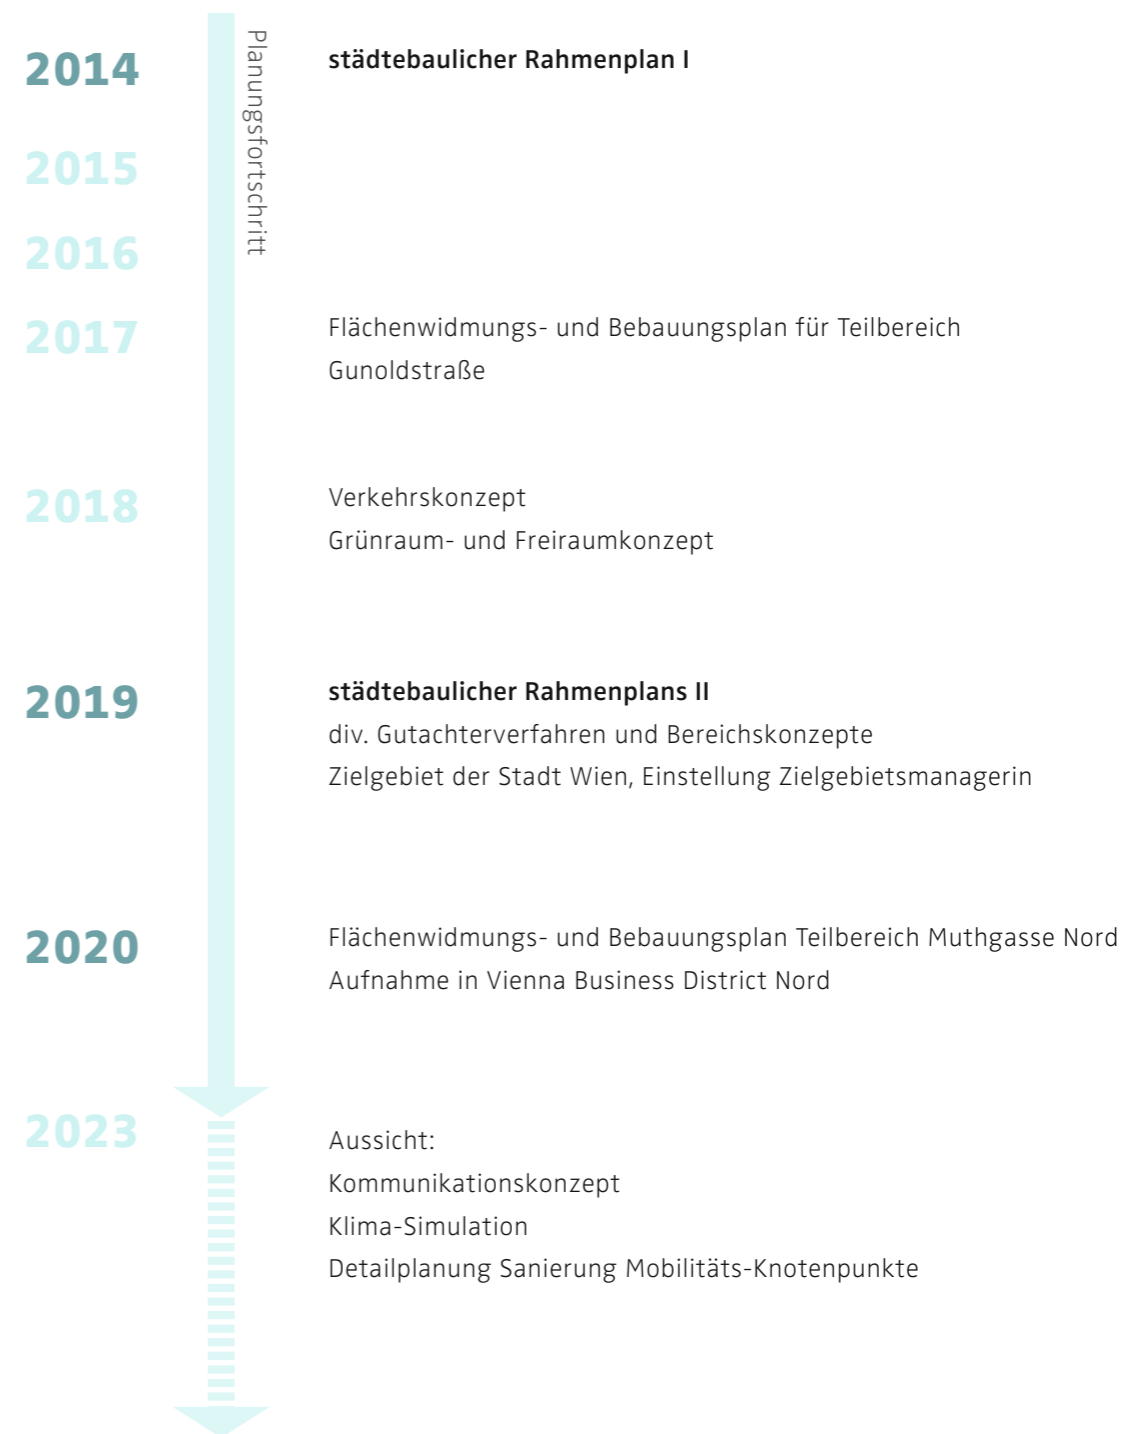 Planungsfortschritt
2014
städtebaulicher Rahmenplan I
2015
2016
2017
Flächenwidmungs- und Bebauungsplan für Teilbereich
Gunoldstraße
2018
Verkehrskonzept
Grünraum- und Freiraumkonzept
2019
städtebaulicher Rahmenplans II
div. Gutachterverfahren und Bereichskonzepte
Zielgebiet der Stadt Wien, Einstellung Zielgebietsmanagerin
2020
Flächenwidmungs- und Bebauungsplan Teilbereich Muthgasse Nord
Aufnahme in Vienna Business District Nord
2023
Aussicht:
Kommunikationskonzept
Klima-Simulation
Detailplanung Sanierung Mobilitäts-Knotenpunkte